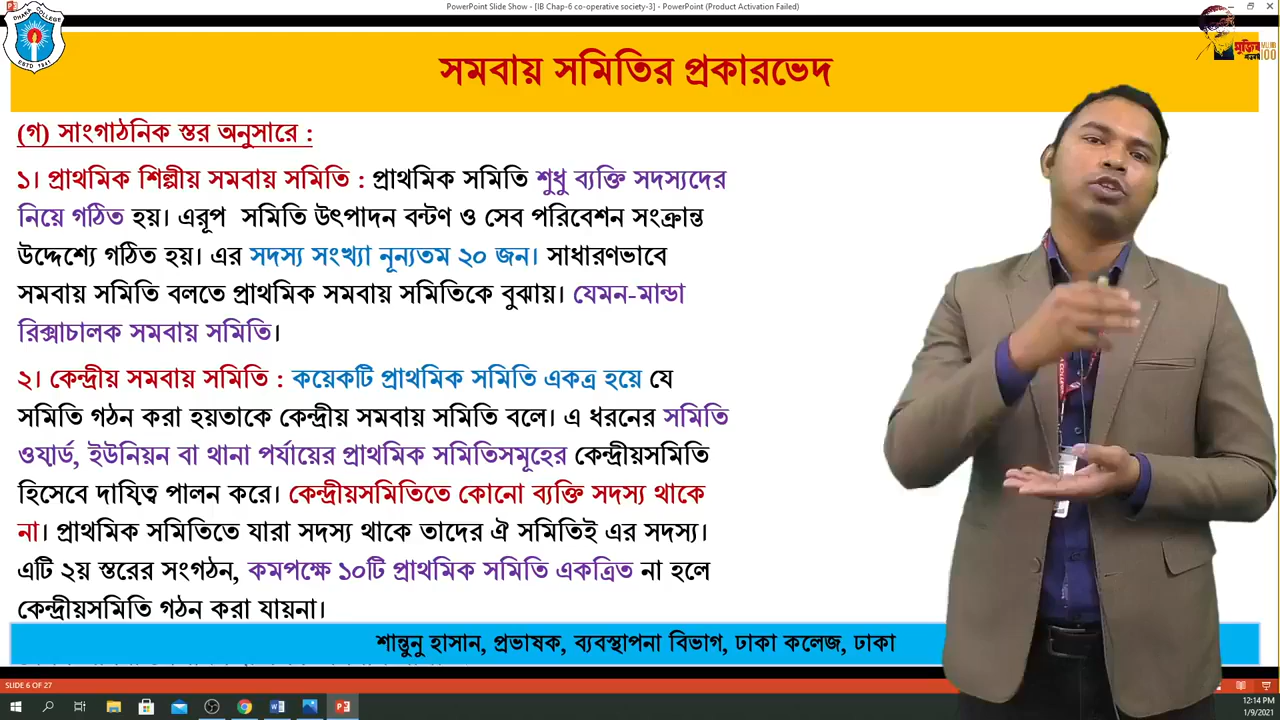 PowerPoint Slide Show - [IB Chap-6 co-operative society-3] - PowerPoint (Product Activation Failed)
DHAKA COLLEGE
ESTD 1841
মুজিব
100
সমবায় সমিতির প্রকারভেদ
(গ) সাংগাঠনিক স্তর অনুসারে :
১। প্রাথমিক শিল্পীয় সমবায় সমিতি : প্রাথমিক সমিতি শুধু ব্যক্তি সদস্যদের
নিয়ে গঠিত হয়। এরূপ সমিতি উৎপাদন বন্টণ ও সেব পরিবেশন সংক্রান্ত
উদ্দেশ্যে গঠিত হয়। এর সদস্য সংখ্যা নূন্যতম ২০ জন। সাধারণভাবে
সমবায় সমিতি বলতে প্রাথমিক সমবায় সমিতিকে বুঝায়। যেমন-মান্ডা
রিক্সাচালক সমবায় সমিতি।
২। কেন্দ্রীয় সমবায় সমিতি : কয়েকটি প্রাথমিক সমিতি একত্র হয়ে যে
সমিতি গঠন করা হয়তাকে কেন্দ্রীয় সমবায় সমিতি বলে। এ ধরনের সমিতি
ওয়ার্ড, ইউনিয়ন বা থানা পর্যায়ের প্রাথমিক সমিতিসমূহের কেন্দ্রীয়সমিতি
হিসেবে দায়িত্ব পালন করে। কেন্দ্রীয়সমিতিতে কোনো ব্যক্তি সদস্য থাকে
না। প্রাথমিক সমিতিতে যারা সদস্য থাকে তাদের ঐ সমিতিই এর সদস্য।
এটি ২য় স্তরের সংগঠন, কমপক্ষে ১০টি প্রাথমিক সমিতি একত্রিত না হলে
কেন্দ্রীয়সমিতি গঠন করা যায়না।
শান্তুনু হাসান, প্রভাষক, ব্যবস্থাপনা বিভাগ, ঢাকা কলেজ, ঢাকা
SLIDE 6 OF 27
12:14 PM
1/9/2021